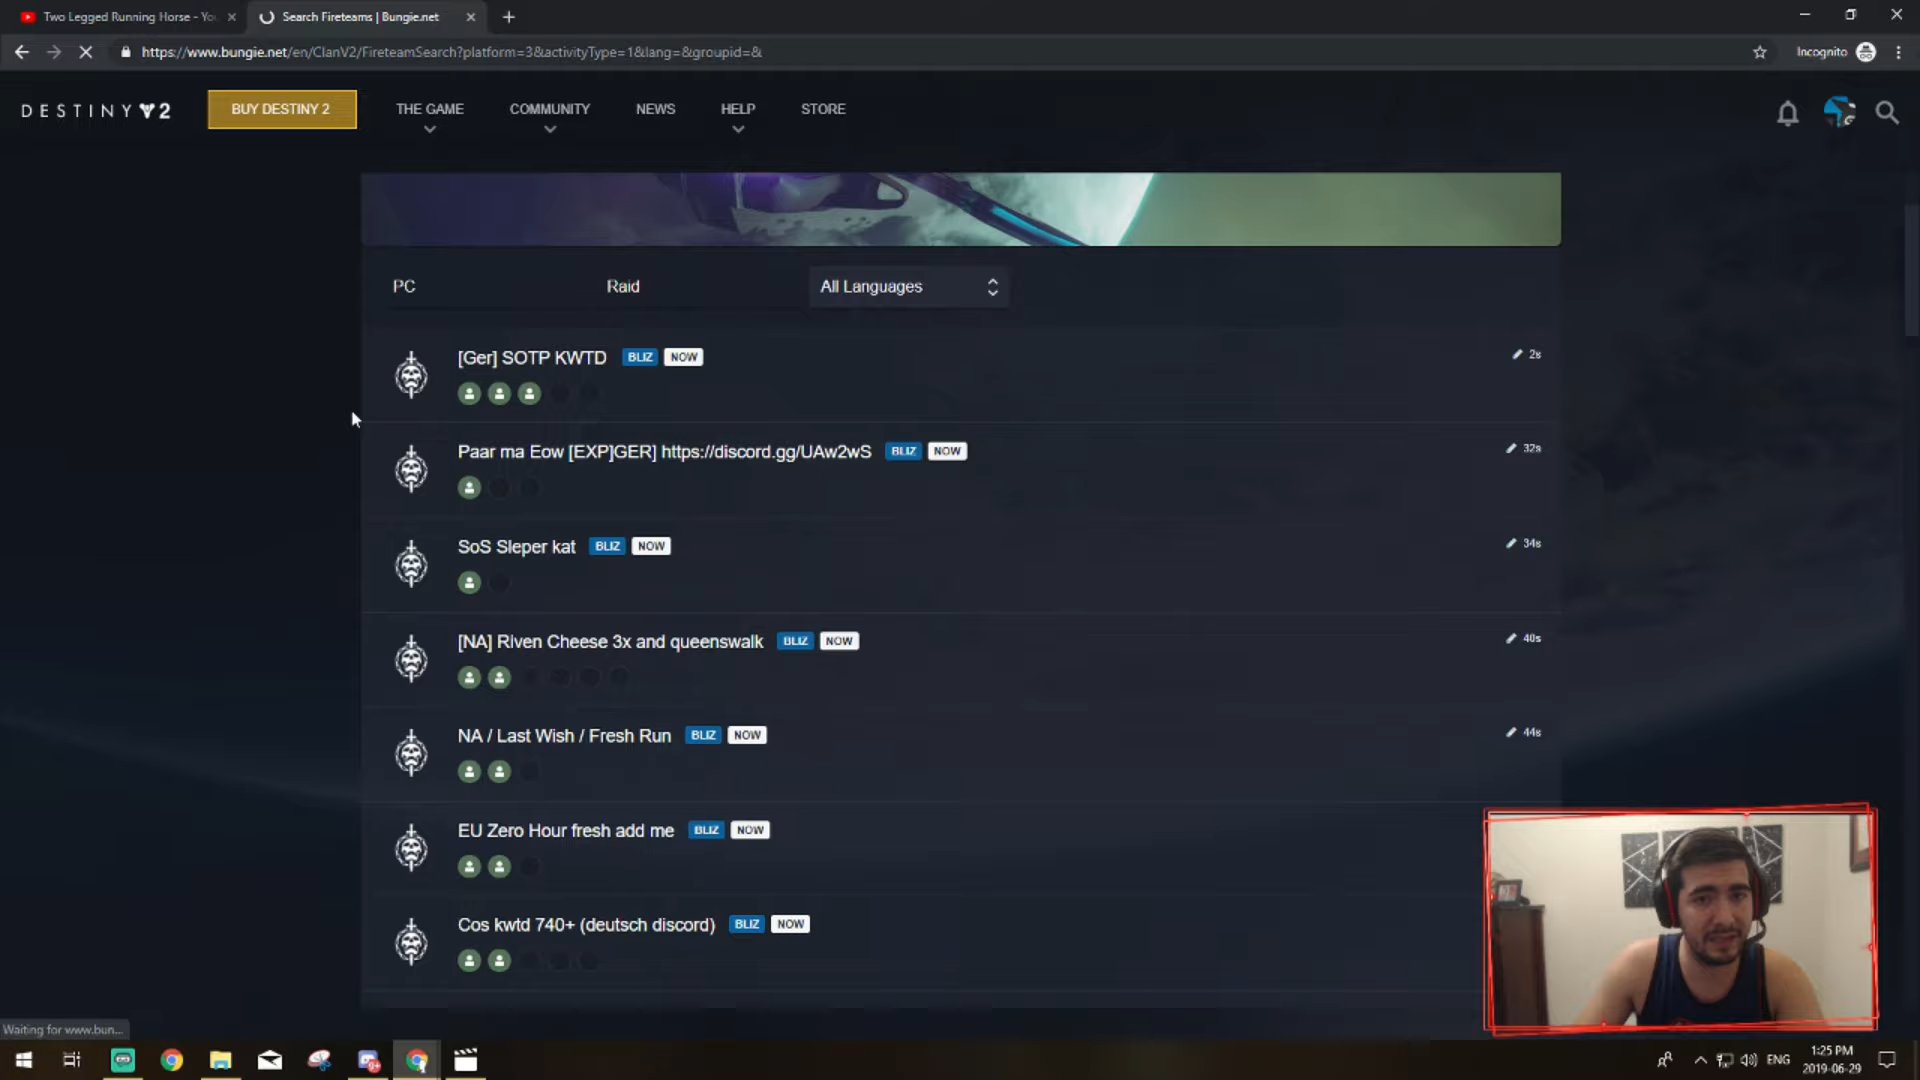 Two Legged Running Horse - Yo
Search Fireteams | Bungie.net
https://www.bungie.net/en/ClanV2/FireteamSearch?platform=3&activityType=1&lang=&groupid=&
Incognito
DESTINY 2
BUY DESTINY 2
THE GAME
COMMUNITY
NEWS
HELP
STORE
PC
Raid
All Languages
[Ger] SOTP KWTD BLIZ NOW 2s
Paar ma Eow [EXP]GER] https://discord.gg/UAw2wS BLIZ NOW 32s
SoS Sleper kat BLIZ NOW 34s
[NA] Riven Cheese 3x and queenswalk BLIZ NOW 40s
NA / Last Wish / Fresh Run BLIZ NOW 44s
EU Zero Hour fresh add me BLIZ NOW
Cos kwtd 740+ (deutsch discord) BLIZ NOW
Waiting for www.bun...
ENG
1:25 PM
2019-06-29